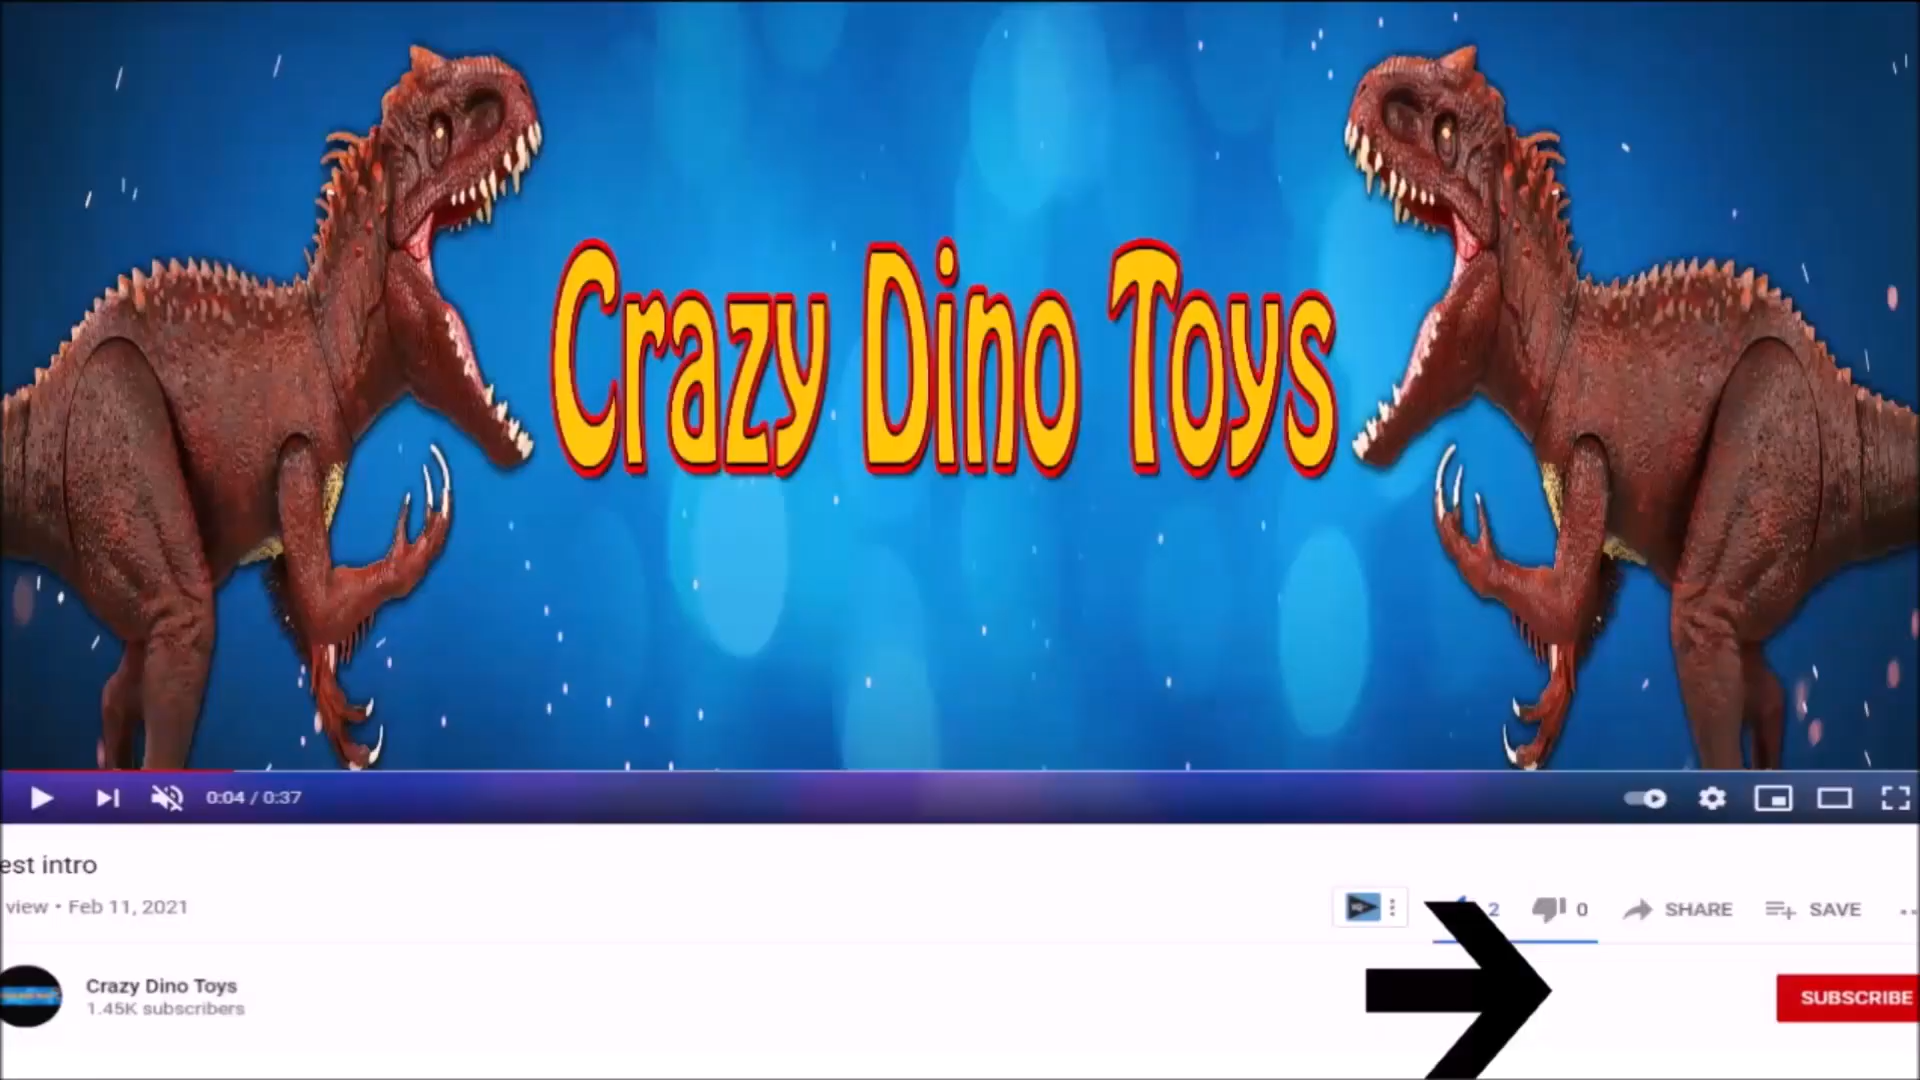 Crazy Dino Toys
0:04 / 0:37
est intro
view • Feb 11, 2021
2
0
SHARE
SAVE
Crazy Dino Toys
1.45K subscribers
SUBSCRIBE